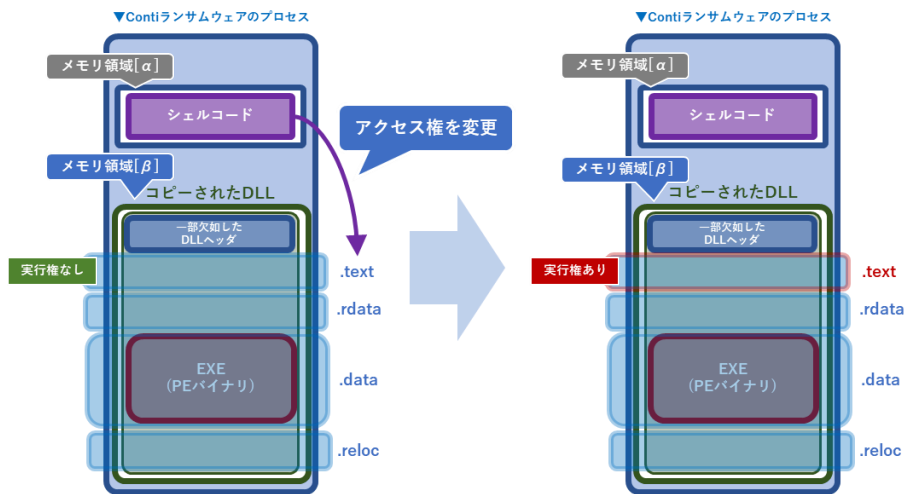 ▼Contiランサムウェアのプロセス
メモリ領域[α]
シェルコード
アクセス権を変更
メモリ領域[β]
コピーされたDLL
一部欠如した
DLLヘッダ
実行権なし
.text
.rdata
EXE
(PEバイナリ)
.data
.reloc
▼Contiランサムウェアのプロセス
メモリ領域[α]
シェルコード
メモリ領域[β]
コピーされたDLL
一部欠如した
DLLヘッダ
実行権あり
.text
.rdata
EXE
(PEバイナリ)
.data
.reloc